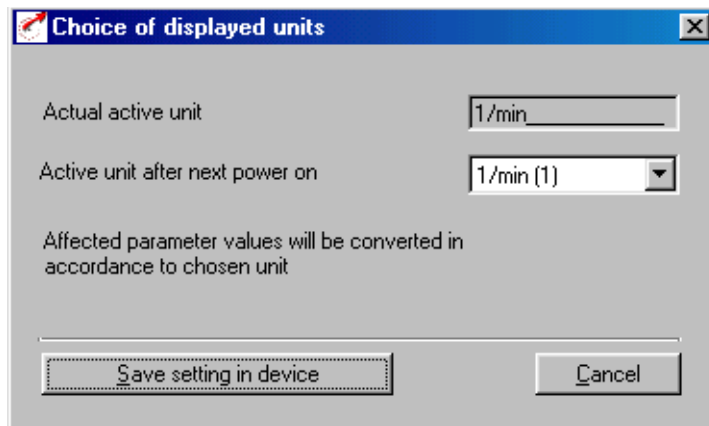 Choice of displayed units
Actual active unit
1/min____________
Active unit after next power on
1/min (1)
Affected parameter values will be converted in
accordance to chosen unit
Save setting in device
Cancel